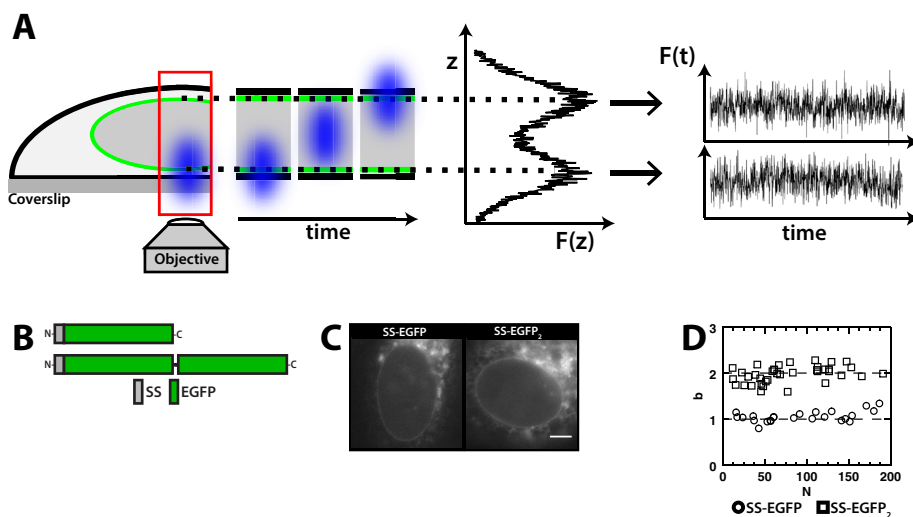 A
z
F(t)
Coverslip
Objective
time
F(z)
time
B
N-
-C
N-
-C
SS EGFP
C
SS-EGFP
SS-EGFP2
D
3
2
1
0
b
0 50 100 150 200
N
SS-EGFP SS-EGFP2